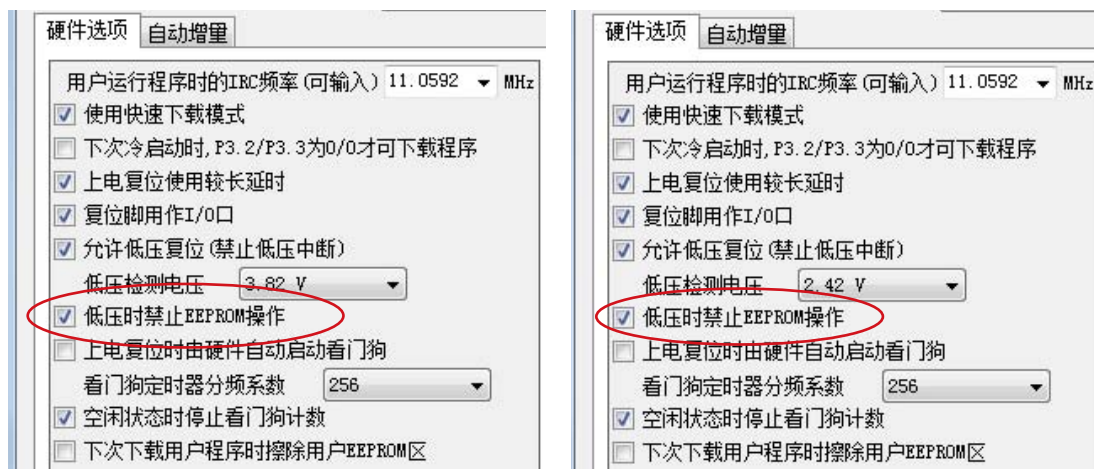 硬件选项 自动增量
用户运行程序时的IRC频率(可输入) 11.0592 MHz
使用快速下载模式
下次冷启动时,P3.2/P3.3为0/0才可下载程序
上电复位使用较长延时
复位脚用作I/O口
允许低压复位(禁止低压中断)
低压检测电压 3.82 V
低压时禁止EEPROM操作
上电复位时由硬件自动启动看门狗
看门狗定时器分频系数 256
空闲状态时停止看门狗计数
下次下载用户程序时擦除用户EEPROM区
硬件选项 自动增量
用户运行程序时的IRC频率(可输入) 11.0592 MHz
使用快速下载模式
下次冷启动时,P3.2/P3.3为0/0才可下载程序
上电复位使用较长延时
复位脚用作I/O口
允许低压复位(禁止低压中断)
低压检测电压 2.42 V
低压时禁止EEPROM操作
上电复位时由硬件自动启动看门狗
看门狗定时器分频系数 256
空闲状态时停止看门狗计数
下次下载用户程序时擦除用户EEPROM区